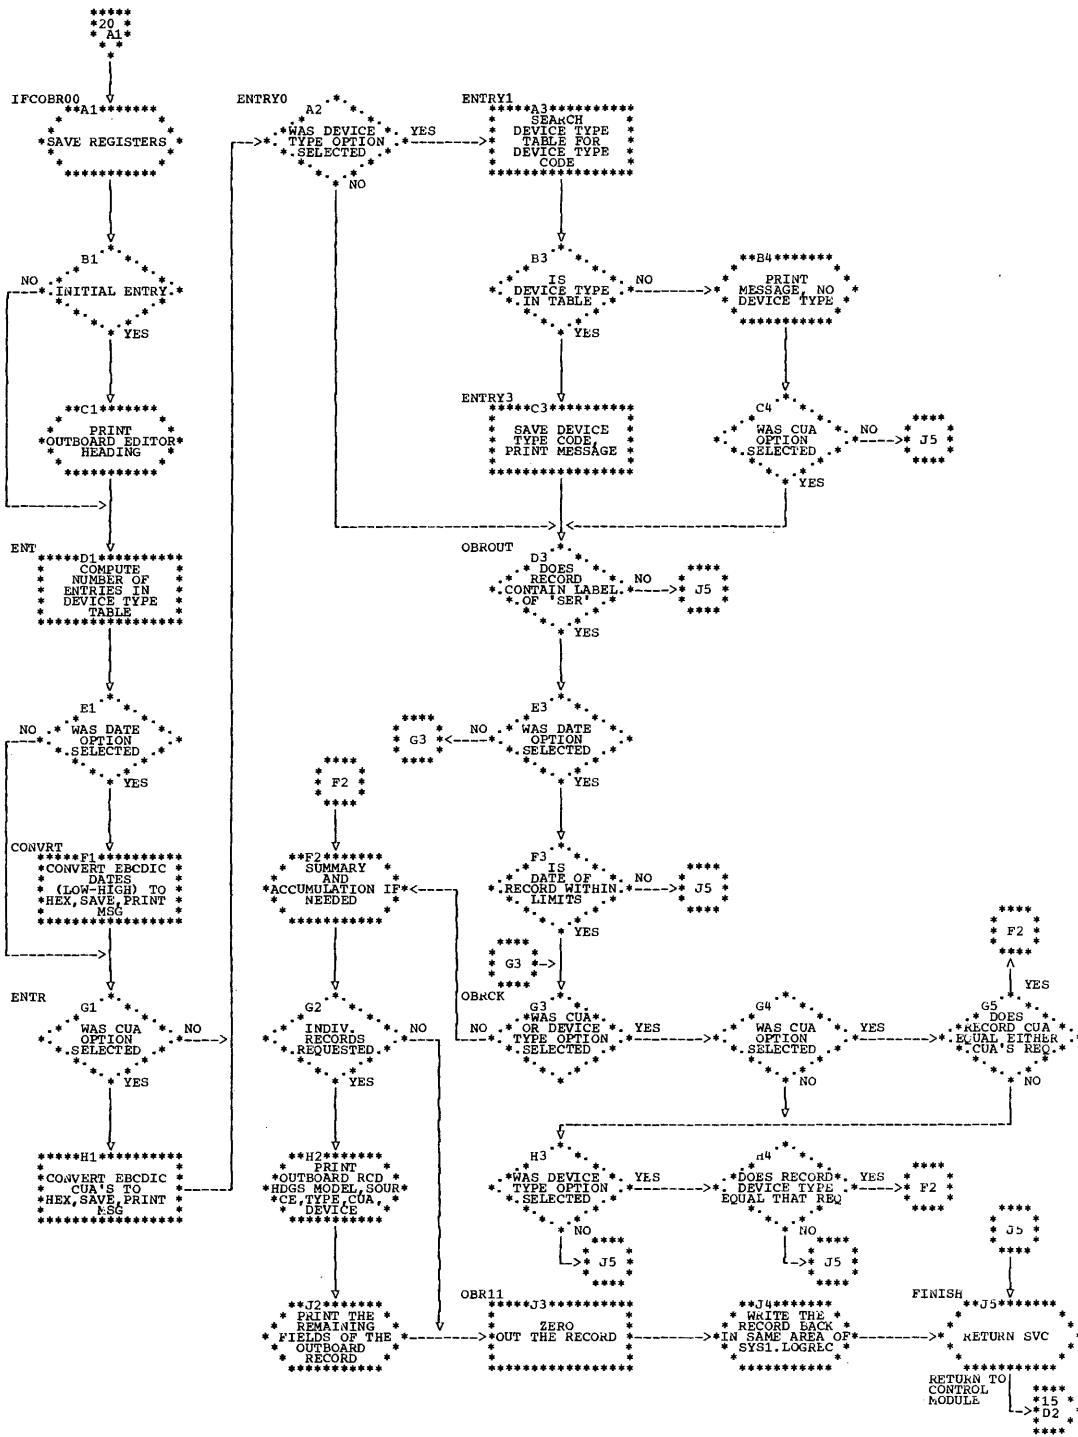 20
A1
IFCOBR00
A1
SAVE REGISTERS
ENTRY0
A2
WAS DEVICE
TYPE OPTION
SELECTED
YES
NO
ENTRY1
A3
SEARCH
DEVICE TYPE
TABLE FOR
DEVICE TYPE
CODE
B1
INITIAL ENTRY
NO
YES
B3
IS
DEVICE TYPE
IN TABLE
NO
YES
B4
PRINT
MESSAGE, NO
DEVICE TYPE
C1
PRINT
OUTBOARD EDITOR
HEADING
ENTRY3
C3
SAVE DEVICE
TYPE CODE,
PRINT MESSAGE
C4
WAS CUA
OPTION
SELECTED
NO
J5
YES
ENT
D1
COMPUTE
NUMBER OF
ENTRIES IN
DEVICE TYPE
TABLE
OBROUT
D3
DOES
RECORD
CONTAIN LABEL
OF 'SER'
NO
J5
YES
E1
WAS DATE
OPTION
SELECTED
NO
YES
E3
WAS DATE
OPTION
SELECTED
NO
G3
YES
F2
CONVRT
F1
CONVERT EBCDIC
DATES
(LOW-HIGH) TO
HEX,SAVE,PRINT
MSG
F2
SUMMARY
AND
ACCUMULATION IF
NEEDED
F3
IS
DATE OF
RECORD WITHIN
LIMITS
NO
J5
YES
G3
F2
ENTR
G1
WAS CUA
OPTION
SELECTED
NO
YES
G2
INDIV.
RECORDS
REQUESTED
NO
YES
OBRCK
G3
WAS CUA
OR DEVICE
TYPE OPTION
SELECTED
NO
YES
G4
WAS CUA
OPTION
SELECTED
YES
NO
G5
DOES
RECORD CUA
EQUAL EITHER
CUA'S REQ
YES
NO
H1
CONVERT EBCDIC
CUA'S TO
HEX,SAVE,PRINT
MSG
H2
PRINT
OUTBOARD RCD
HDGS MODEL,SOUR
CE,TYPE,CUA,
DEVICE
H3
WAS DEVICE
TYPE OPTION
SELECTED
YES
NO
J5
H4
DOES RECORD
DEVICE TYPE
EQUAL THAT REQ
YES
F2
NO
J5
J5
J2
PRINT THE
REMAINING
FIELDS OF THE
OUTBOARD
RECORD
OBR11
J3
ZERO
OUT THE RECORD
J4
WRITE THE
RECORD BACK
IN SAME AREA OF
SYS1.LOGREC
FINISH
J5
RETURN SVC
RETURN TO
CONTROL
MODULE
15
D2